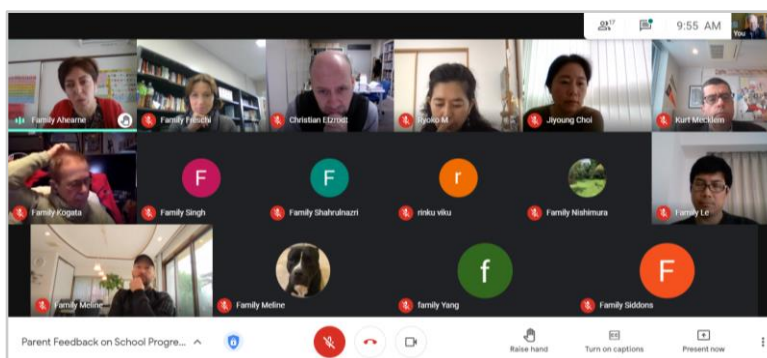 17
9:55 AM
You
Family Ahearne
Family Freschi
Christian Etzrodt
Ryoko M
Jiyoung Choi
Kurt Mecklein
Family Kogata
F
Family Singh
F
Family Shahrulnazri
r
rinku viku
Family Nishimura
Family Le
Family Meline
Family Meline
f
family Yang
F
Family Siddons
Parent Feedback on School Progre...
Raise hand
Turn on captions
Present now